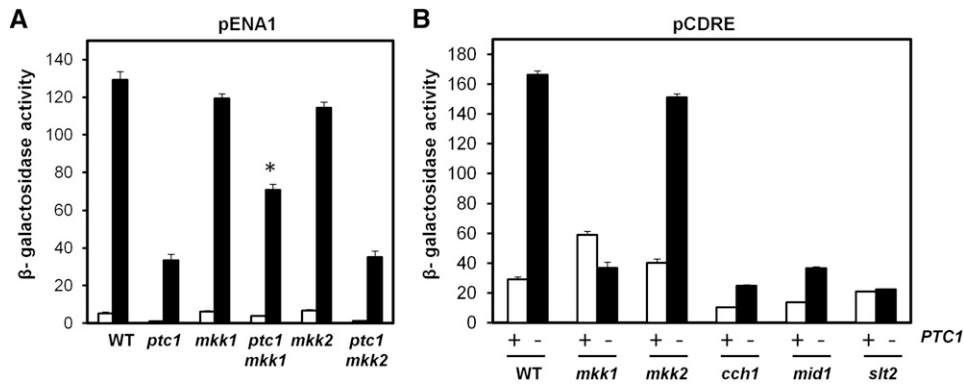 A
pENA1
β- galactosidase activity
140
120
100
80
60
40
20
0
*
WT ptc1 mkk1 ptc1 mkk2 ptc1
mkk1 mkk2
B
pCDRE
β- galactosidase activity
180
160
140
120
100
80
60
40
20
0
+ - + - + - + - + - + - PTC1
WT mkk1 mkk2 cch1 mid1 slt2